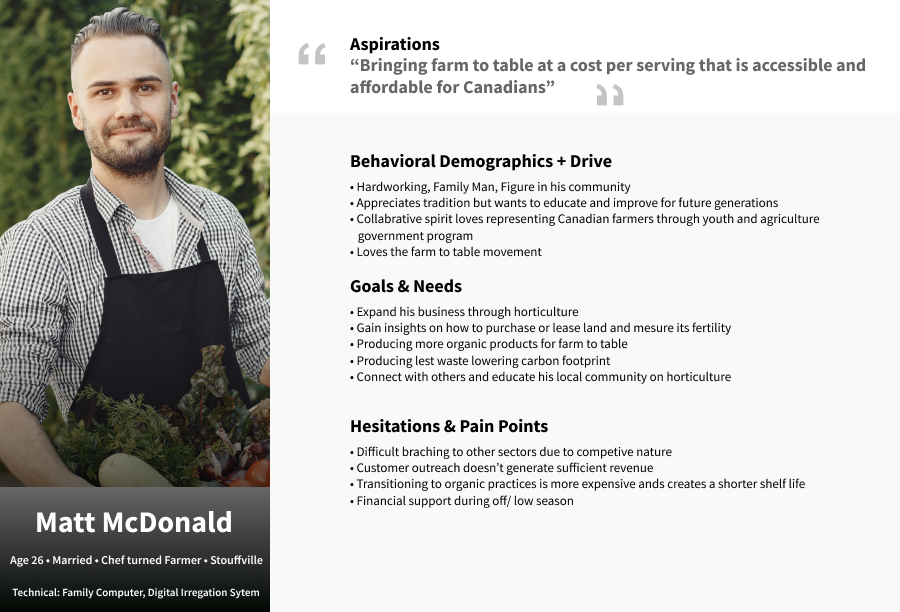 Aspirations
“Bringing farm to table at a cost per serving that is accessible and
affordable for Canadians”
Behavioral Demographics + Drive
• Hardworking, Family Man, Figure in his community
• Appreciates tradition but wants to educate and improve for future generations
• Collabrative spirit loves representing Canadian farmers through youth and agriculture
government program
• Loves the farm to table movement
Goals & Needs
• Expand his business through horticulture
• Gain insights on how to purchase or lease land and mesure its fertility
• Producing more organic products for farm to table
• Producing lest waste lowering carbon footprint
• Connect with others and educate his local community on horticulture
Hesitations & Pain Points
• Difficult braching to other sectors due to competive nature
• Customer outreach doesn’t generate sufficient revenue
• Transitioning to organic practices is more expensive ands creates a shorter shelf life
• Financial support during off/ low season
Matt McDonald
Age 26 • Married • Chef turned Farmer • Stouffville
Technical: Family Computer, Digital Irregation Sytem